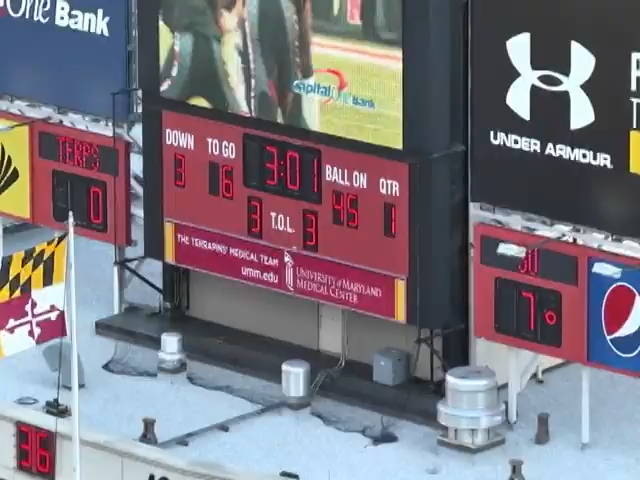 One Bank
Capital One Bank
UNDER ARMOUR
TERPS
0
DOWN TO GO 3:01 BALL ON QTR
3 6 45 1
3 T.O.L. 3
THE TERRAPINS' MEDICAL TEAM
umm.edu
UNIVERSITY of MARYLAND
MEDICAL CENTER
7
36